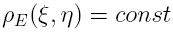 ρ_E(ξ, η) = const